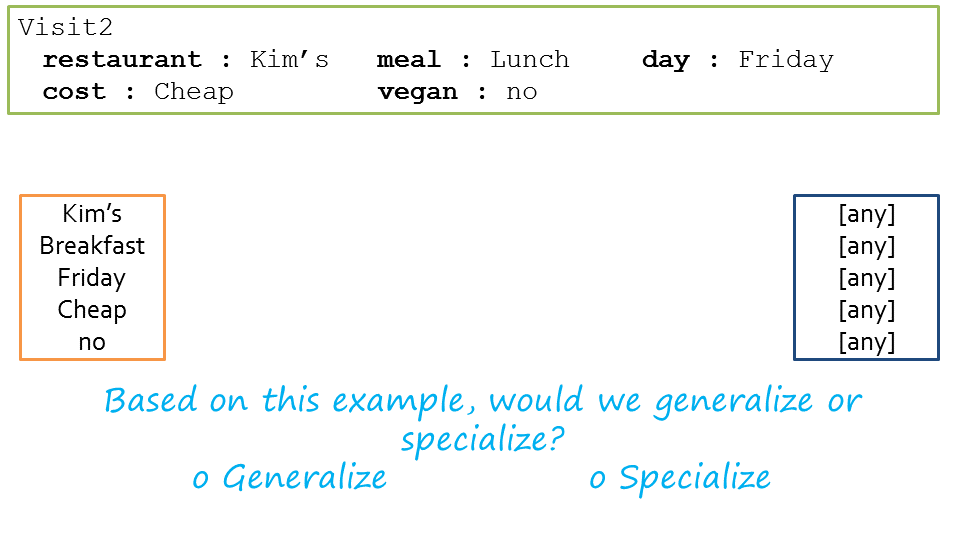 Visit2
restaurant : Kim’s meal : Lunch day : Friday
cost : Cheap vegan : no
Kim’s [any]
Breakfast [any]
Friday [any]
Cheap [any]
no [any]
Based on this example, would we generalize or
specialize?
o Generalize o Specialize